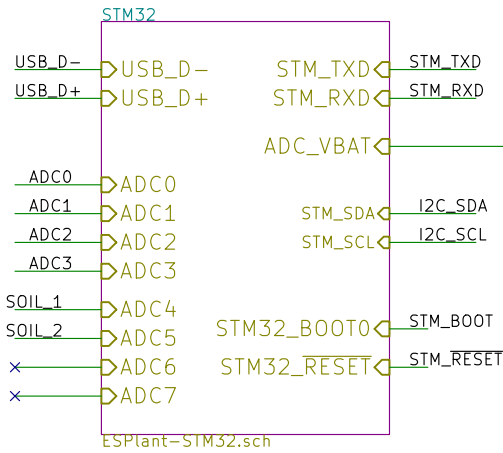 STM32
USB_D- USB_D- STM_TXD STM_TXD
USB_D+ USB_D+ STM_RXD STM_RXD
ADC_VBAT
ADC0 ADC0
ADC1 ADC1 STM_SDA I2C_SDA
ADC2 ADC2 STM_SCL I2C_SCL
ADC3 ADC3
SOIL_1 ADC4
SOIL_2 ADC5 STM32_BOOT0 STM_BOOT
ADC6 STM32_RESET STM_RESET
ADC7
ESPlant-STM32.sch